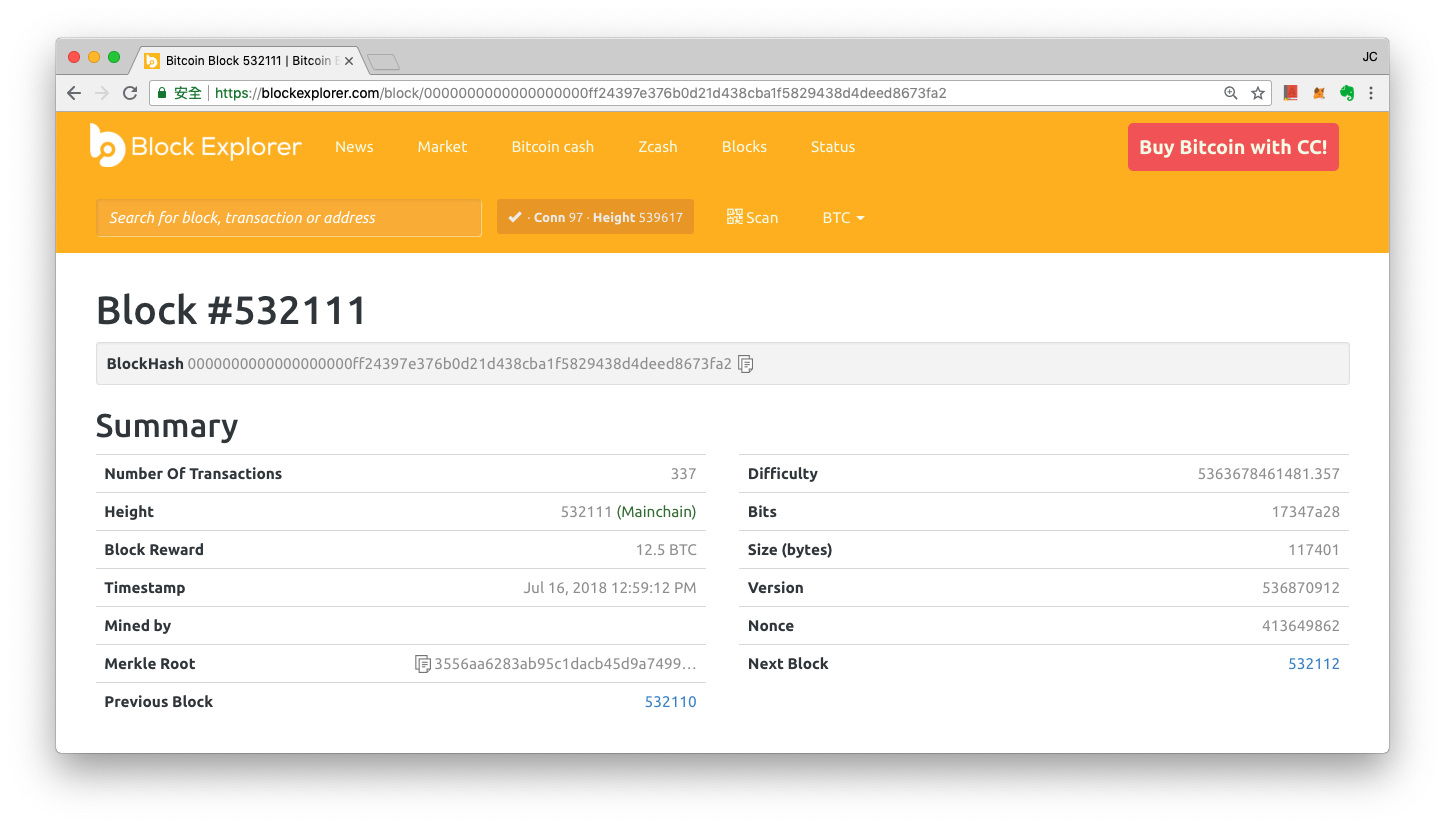 Bitcoin Block 532111 | Bitcoin
JC
安全 https://blockexplorer.com/block/0000000000000000000ff24397e376b0d21d438cba1f5829438d4deed8673fa2
Block Explorer News Market Bitcoin cash Zcash Blocks Status Buy Bitcoin with CC!
Search for block, transaction or address · Conn 97 · Height 539617 Scan BTC
Block #532111
BlockHash 0000000000000000000ff24397e376b0d21d438cba1f5829438d4deed8673fa2
Summary
Number Of Transactions 337
Height 532111 (Mainchain)
Block Reward 12.5 BTC
Timestamp Jul 16, 2018 12:59:12 PM
Mined by
Merkle Root 3556aa6283ab95c1dacb45d9a7499...
Previous Block 532110
Difficulty 5363678461481.357
Bits 17347a28
Size (bytes) 117401
Version 536870912
Nonce 413649862
Next Block 532112